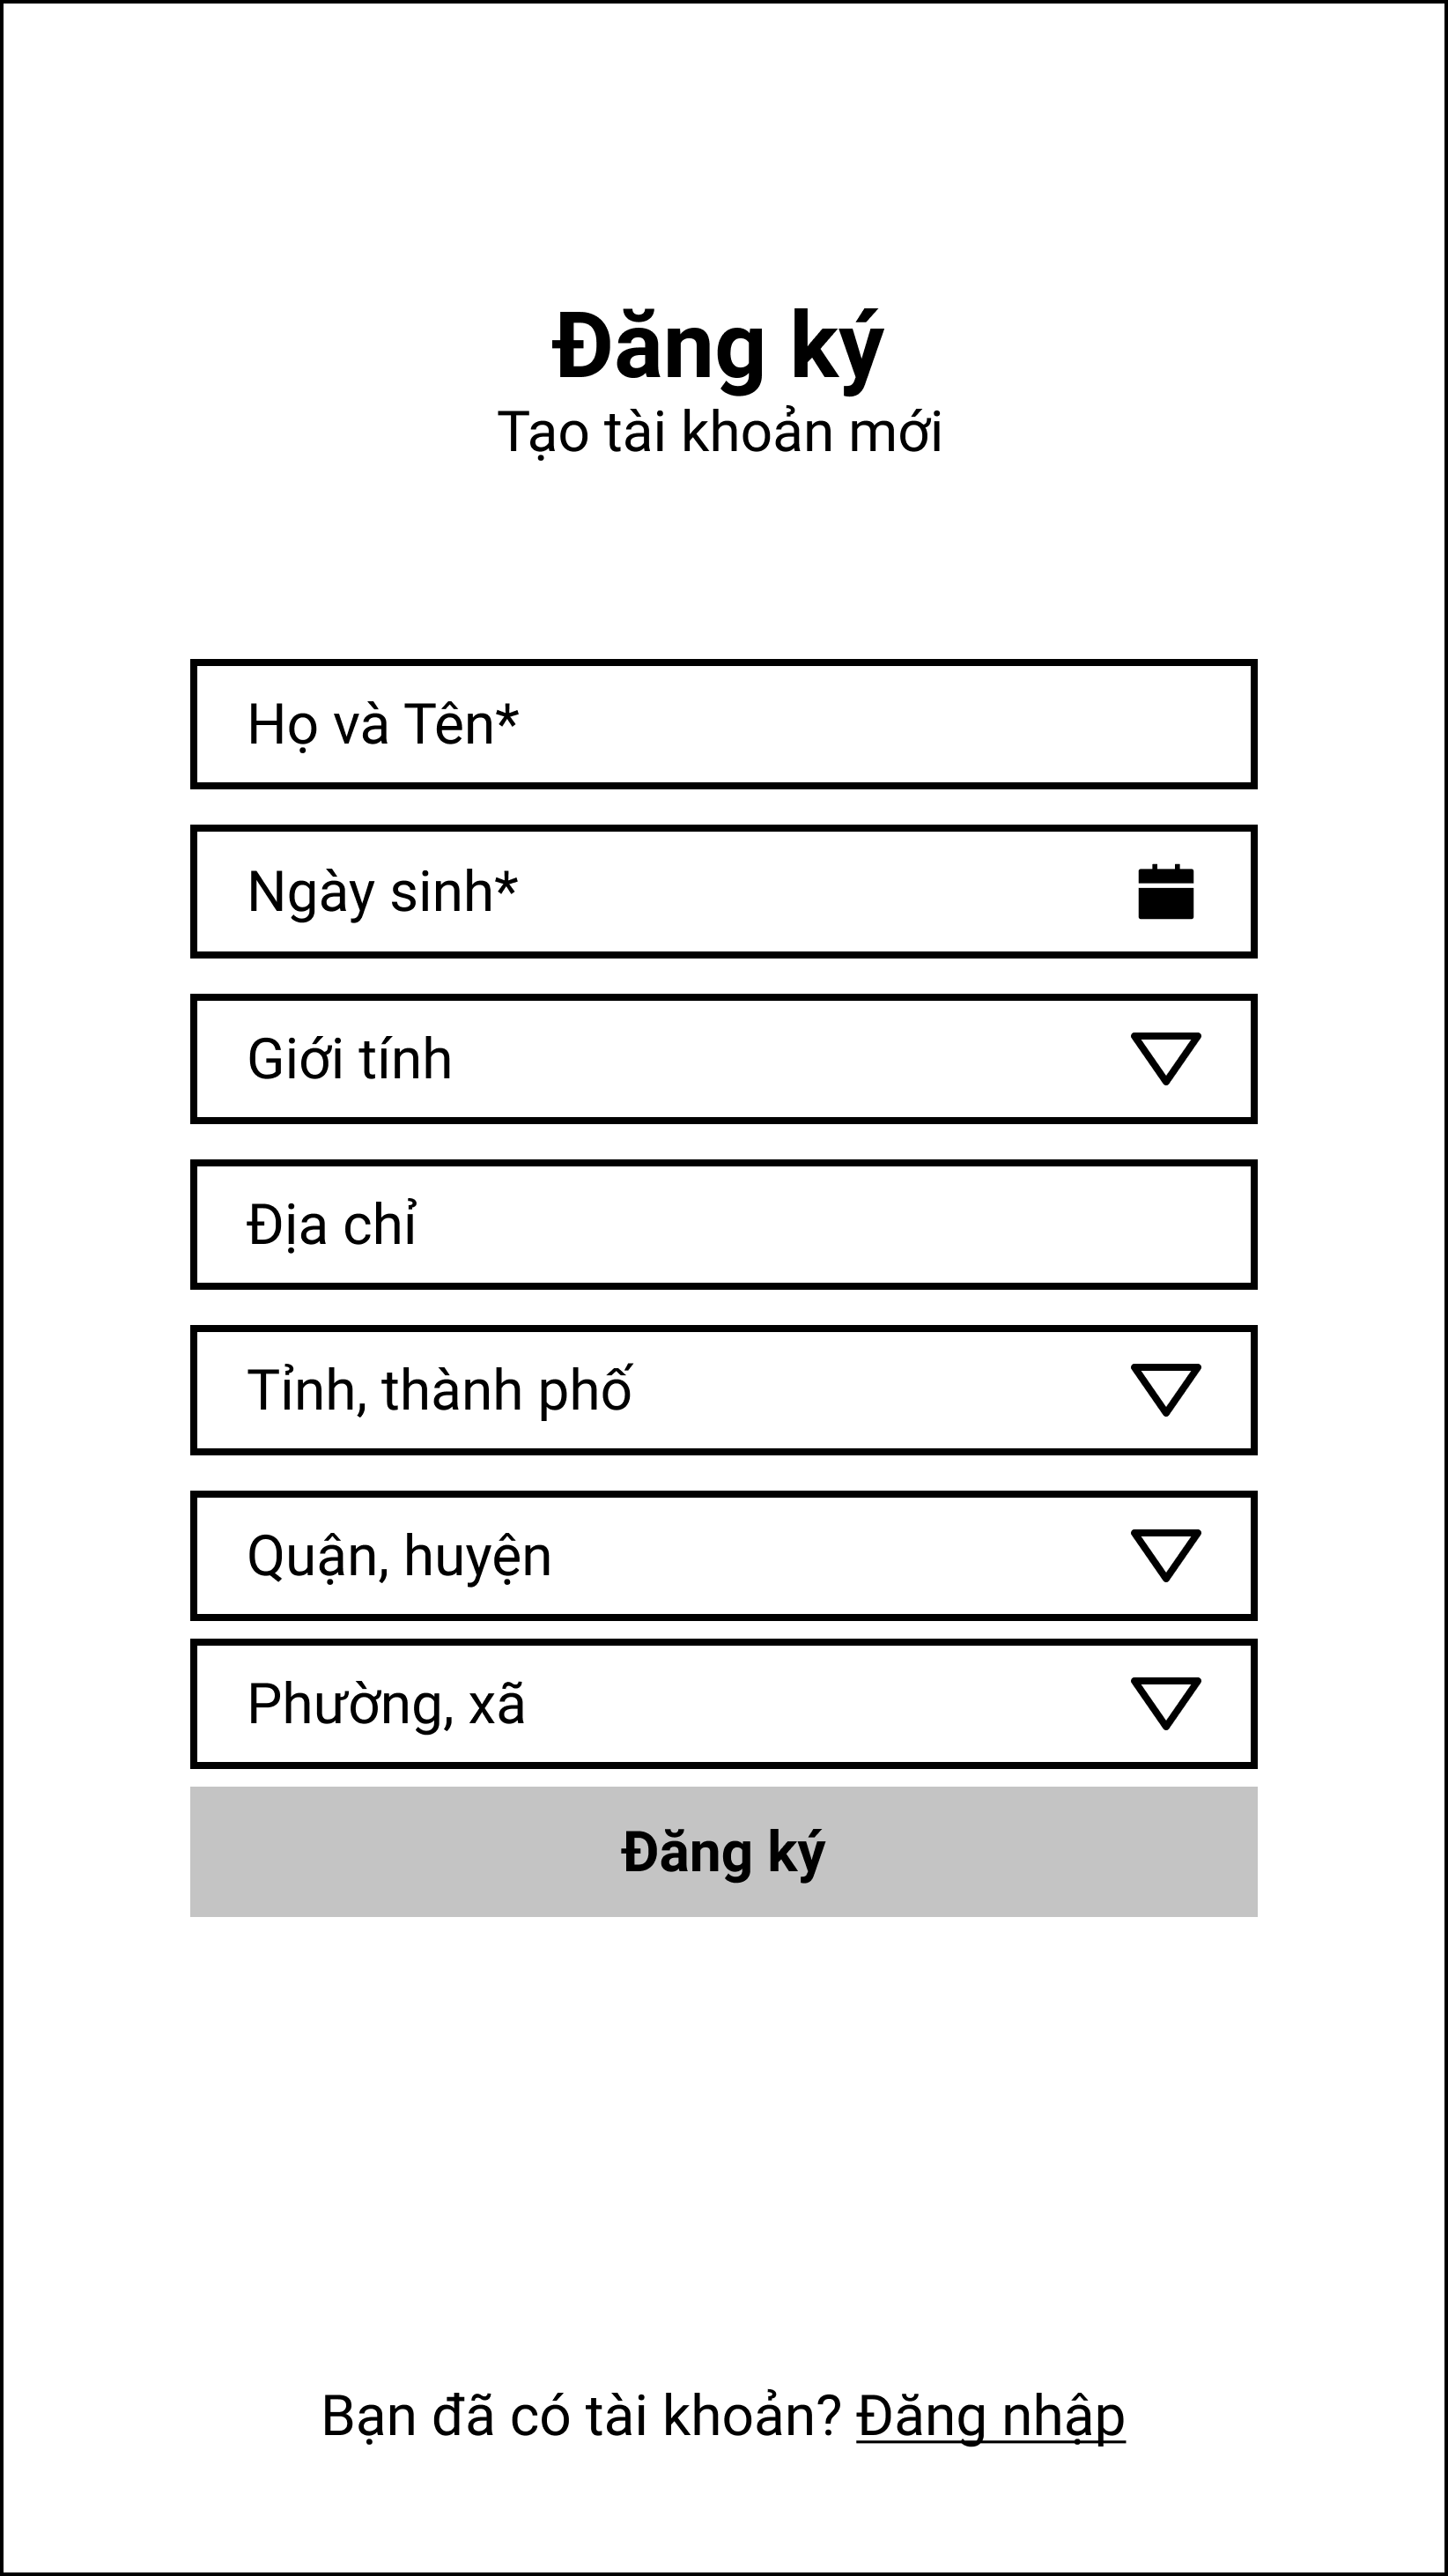 Đăng ký
Tạo tài khoản mới
Họ và Tên*
Ngày sinh*
Giới tính
Địa chỉ
Tỉnh, thành phố
Quận, huyện
Phường, xã
Đăng ký
Bạn đã có tài khoản? Đăng nhập